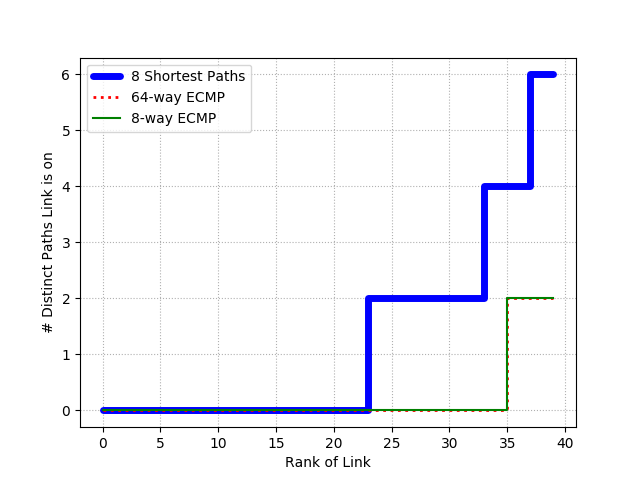 8 Shortest Paths
64-way ECMP
8-way ECMP
# Distinct Paths Link is on
6
5
4
3
2
1
0
0 5 10 15 20 25 30 35 40
Rank of Link